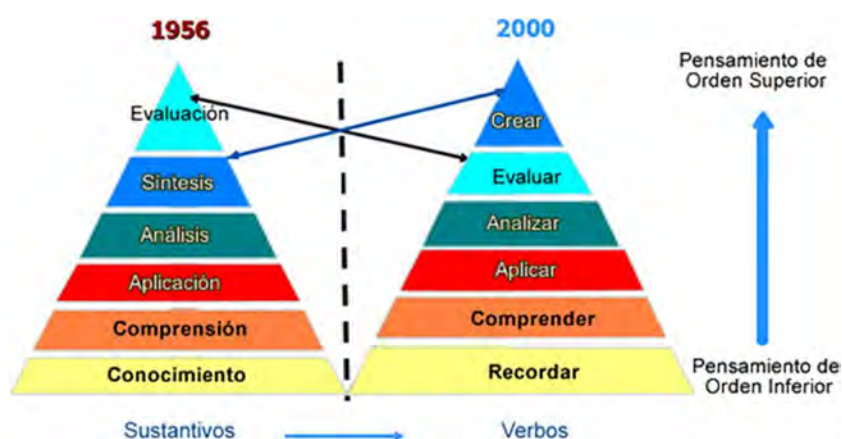 1956
2000
Evaluación
Síntesis
Análisis
Aplicación
Comprensión
Conocimiento
Crear
Evaluar
Analizar
Aplicar
Comprender
Recordar
Pensamiento de
Orden Superior
Pensamiento de
Orden Inferior
Sustantivos
Verbos